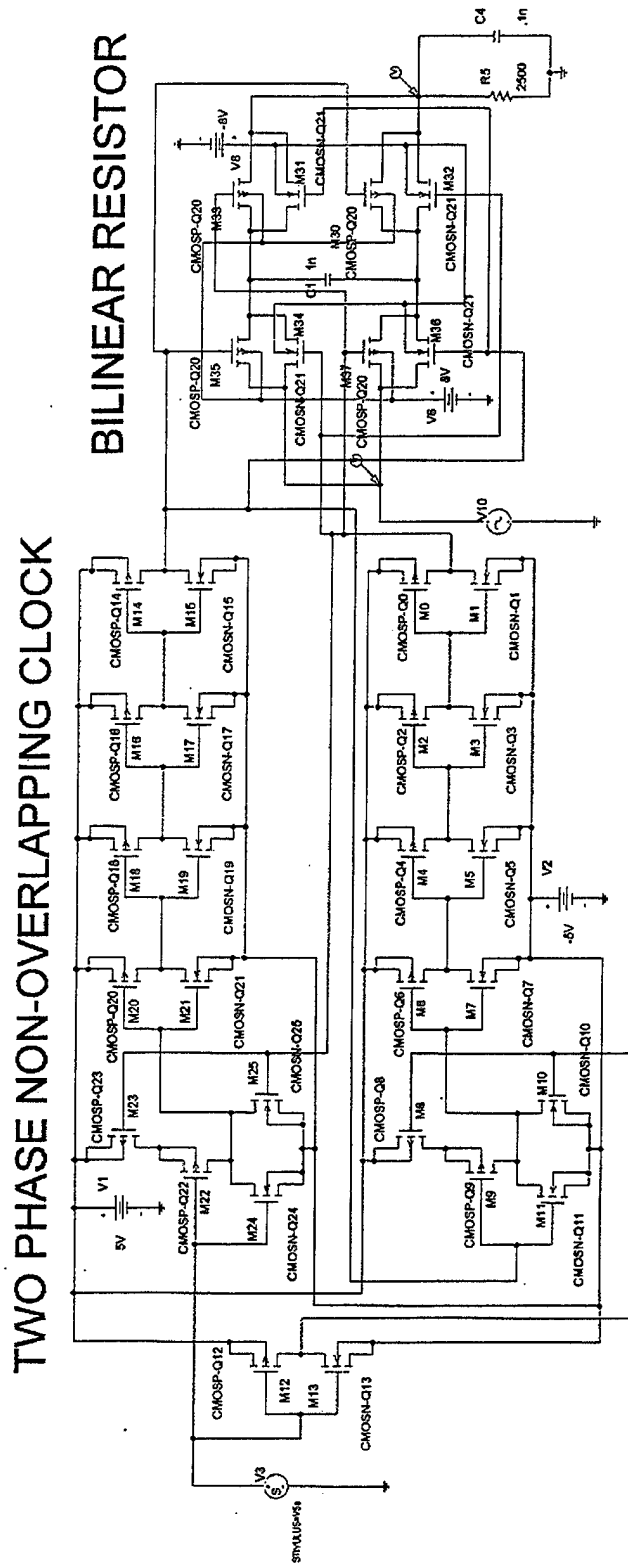 TWO PHASE NON-OVERLAPPING CLOCK
BILINEAR RESISTOR
V3
CMOSP-Q12
M12
M13
CMOSN-Q13
V1
5V
CMOSP-Q23
M23
CMOSP-Q22
M22
M24
CMOSN-Q24
M25
CMOSN-Q25
CMOSP-Q20
M20
M21
CMOSN-Q21
CMOSP-Q18
M18
M19
CMOSN-Q19
CMOSP-Q16
M16
M17
CMOSN-Q17
CMOSP-Q14
M14
M15
CMOSN-Q15
CMOSP-Q8
M8
CMOSP-Q9
M9
M11
CMOSN-Q11
M10
CMOSN-Q10
CMOSP-Q6
M6
M7
CMOSN-Q7
CMOSP-Q4
M4
M5
CMOSN-Q5
V2
-5V
CMOSP-Q2
M2
M3
CMOSN-Q3
CMOSP-Q0
M0
M1
CMOSN-Q1
V10
CMOSP-Q20
M35
M34
CMOSN-Q21
M37
CMOSP-Q20
M36
CMOSN-Q21
V6
8V
C1
1n
CMOSP-Q20
M33
V8
-8V
M31
CMOSN-Q21
M30
CMOSP-Q20
M32
CMOSN-Q21
C4
.1n
R5
2500